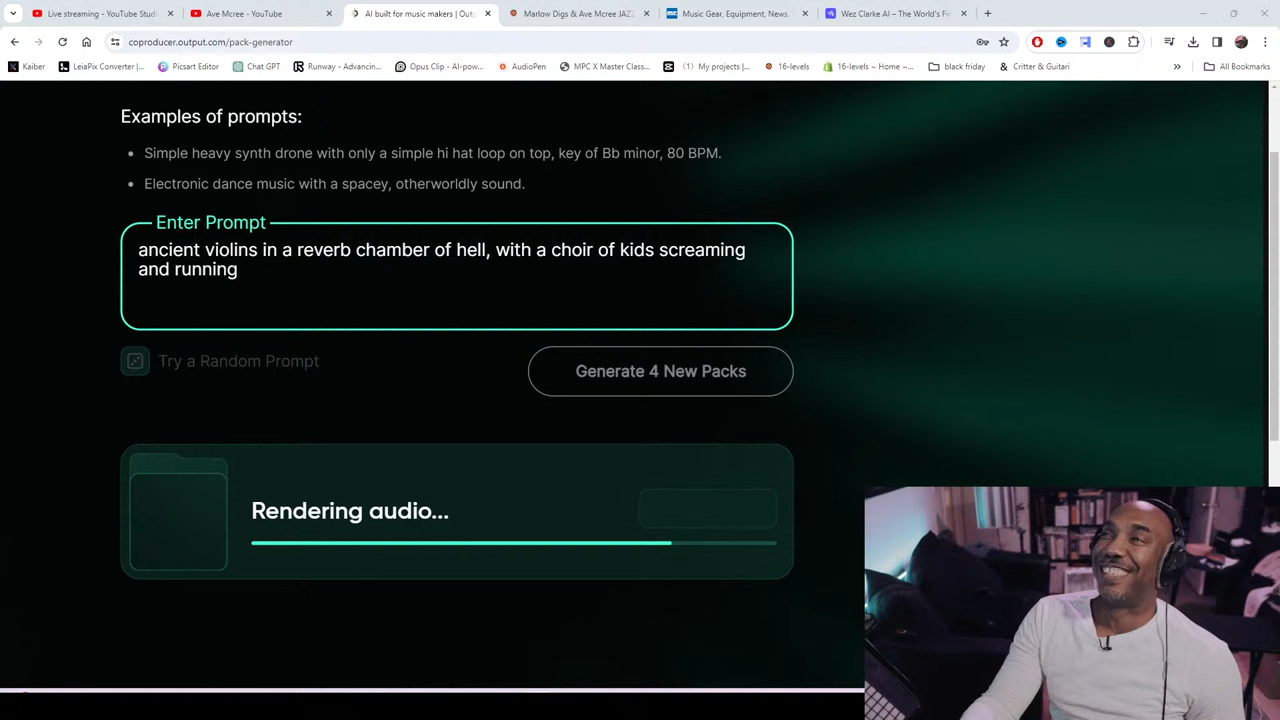 Live streaming - YouTube Stud
Ave Mcree - YouTube
AI built for music makers | Out
Marlow Digs & Ave Mcree JAZZ
Music Gear, Equipment, News,
Wez Clarke AI – The World's Fi
coproducer.output.com/pack-generator
Kaiber
LeiaPix Converter |...
Picsart Editor
Chat GPT
Runway - Advancin...
Opus Clip - AI-pow...
AudioPen
MPC X Master Class...
(1) My projects |...
16-levels
16-levels ~ Home ~...
black friday
Critter & Guitari
All Bookmarks
Examples of prompts:
• Simple heavy synth drone with only a simple hi hat loop on top, key of Bb minor, 80 BPM.
• Electronic dance music with a spacey, otherworldly sound.
Enter Prompt
ancient violins in a reverb chamber of hell, with a choir of kids screaming
and running
Try a Random Prompt
Generate 4 New Packs
Rendering audio...